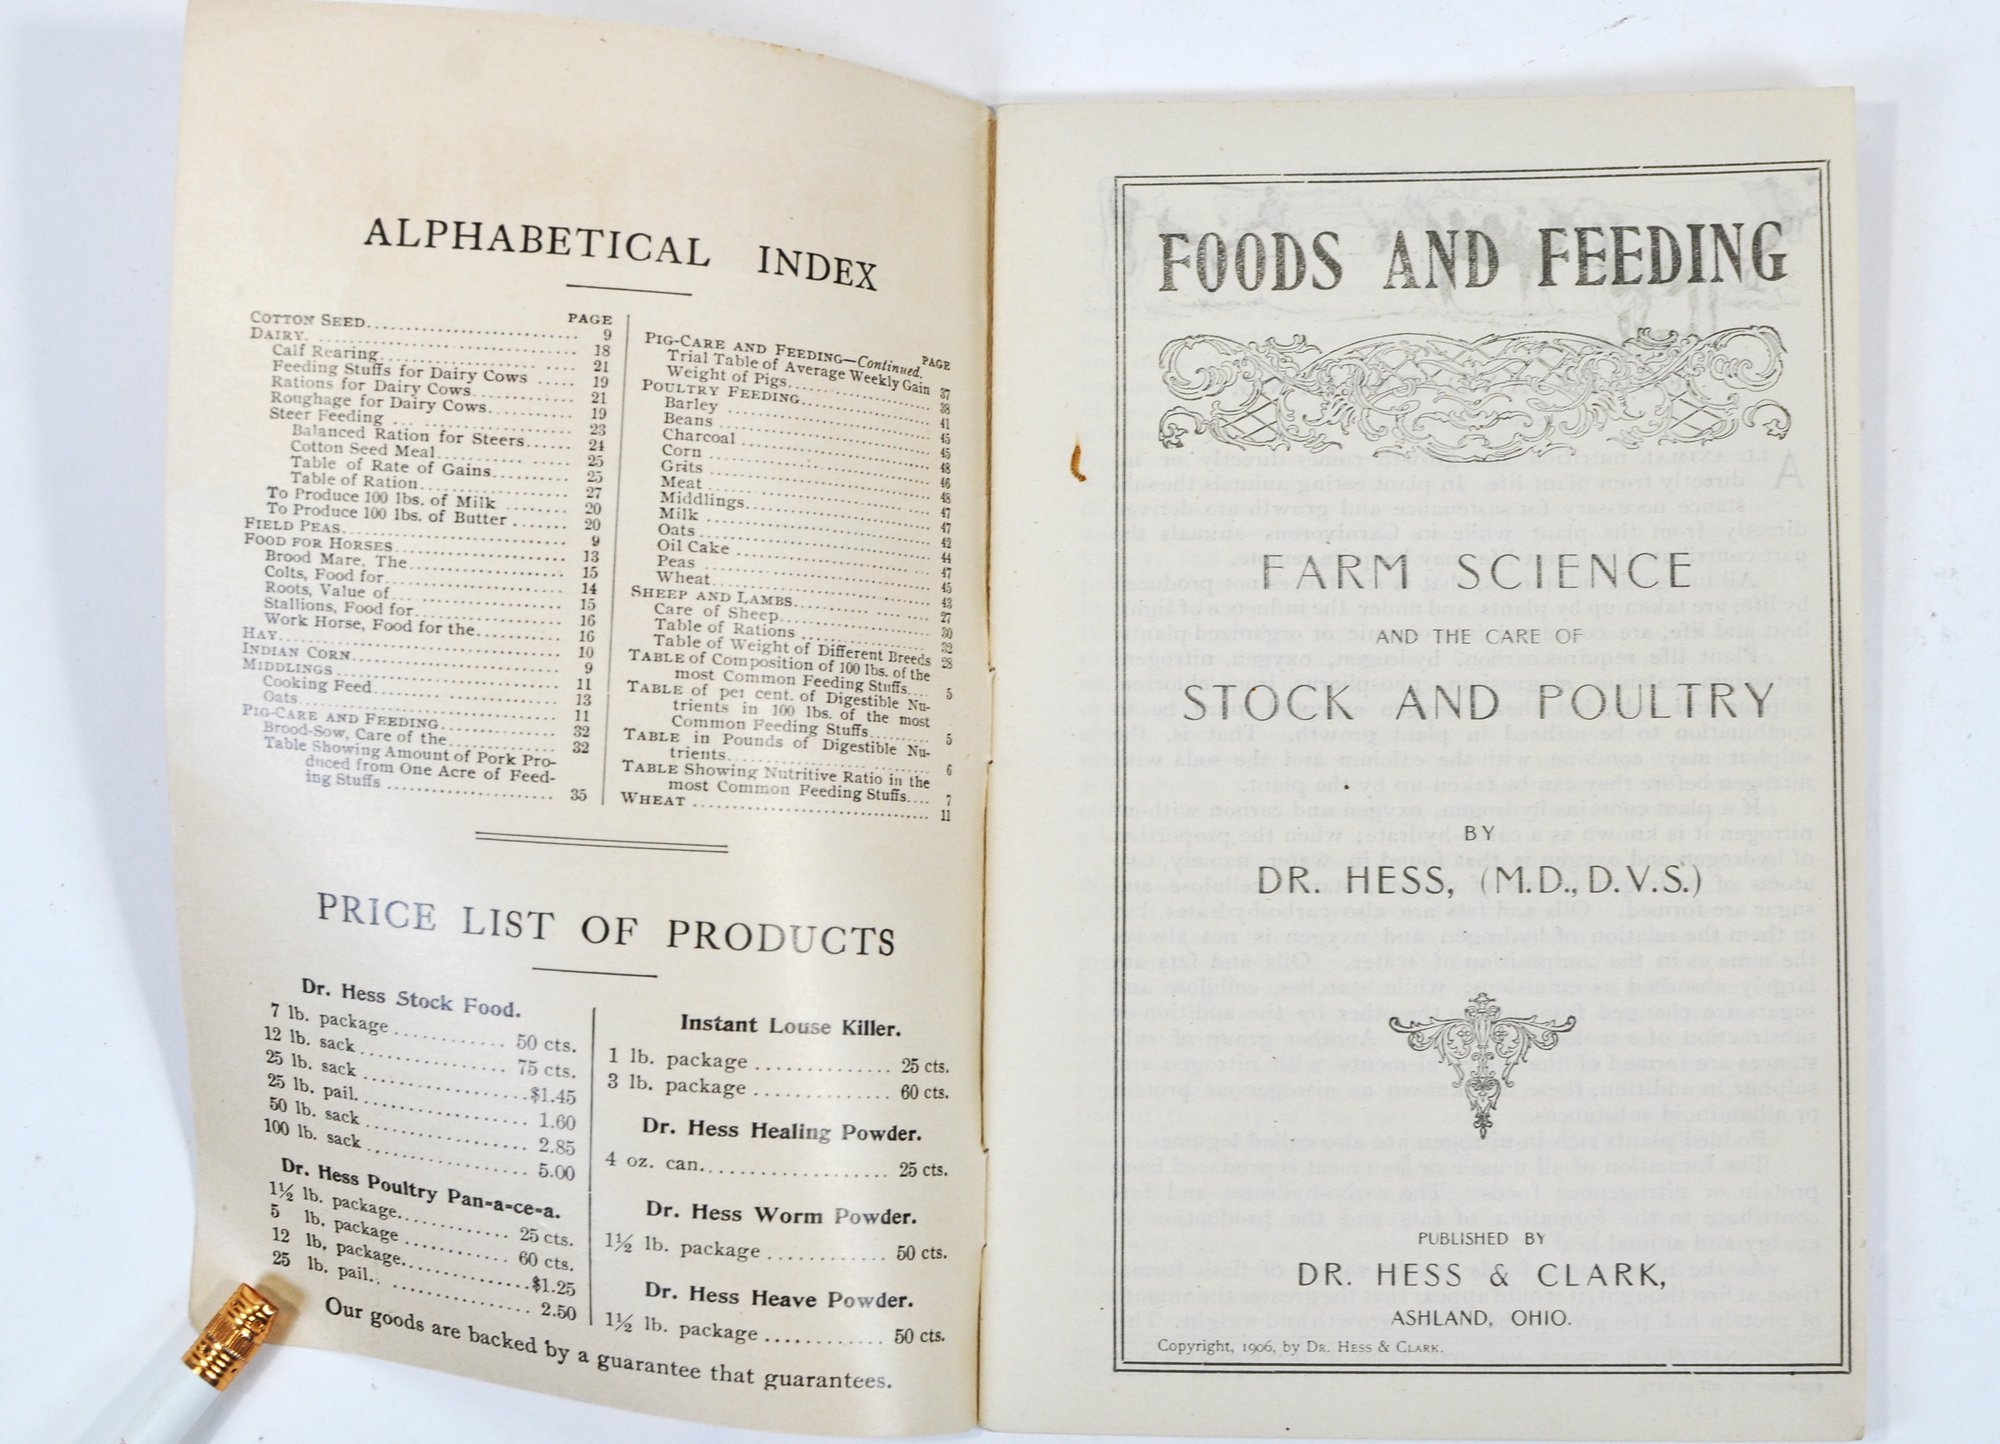 ALPHABETICAL INDEX
PAGE
COTTON SEED 9
DAIRY 18
Calf Rearing 21
Feeding Stuffs for Dairy Cows 19
Rations for Dairy Cows 21
Roughage for Dairy Cows 19
Steer Feeding 23
Balanced Ration for Steers 24
Cotton Seed Meal 25
Table of Rate of Gains 25
Table of Ration 27
To Produce 100 lbs. of Milk 20
To Produce 100 lbs. of Butter 20
FIELD PEAS 9
FOOD FOR HORSES 13
Brood Mare, The 15
Colts, Food for 14
Roots, Value of 15
Stallions, Food for 16
Work Horse, Food for the 16
HAY 10
INDIAN CORN 9
MIDDLINGS 11
Cooking Feed 13
Oats 11
PIG-CARE AND FEEDING 32
Brood-Sow, Care of the 32
Table Showing Amount of Pork Pro-
duced from One Acre of Feed-
ing Stuffs 35
PIG-CARE AND FEEDING—Continued. PAGE
Trial Table of Average Weekly Gain
Weight of Pigs 37
POULTRY FEEDING 38
Barley 41
Beans 45
Charcoal 45
Corn
Grits 46
Meat 48
Middlings 47
Milk 47
Oats 42
Oil Cake 44
Peas 47
Wheat 43
SHEEP AND LAMBS 27
Care of Sheep 30
Table of Rations 32
Table of Weight of Different Breeds 28
TABLE of Composition of 100 lbs. of the
most Common Feeding Stuffs 5
TABLE of per cent. of Digestible Nu-
trients in 100 lbs. of the most
Common Feeding Stuffs 5
TABLE in Pounds of Digestible Nu-
trients 6
TABLE Showing Nutritive Ratio in the
most Common Feeding Stuffs 7
WHEAT 11
PRICE LIST OF PRODUCTS
Dr. Hess Stock Food.
7 lb. package 50 cts.
12 lb. sack 75 cts.
25 lb. sack $1.45
25 lb. pail 1.60
50 lb. sack 2.85
100 lb. sack 5.00
Dr. Hess Poultry Pan-a-ce-a.
1½ lb. package 25 cts.
5 lb. package 60 cts.
12 lb, package $1.25
25 lb. pail 2.50
Instant Louse Killer.
1 lb. package 25 cts.
3 lb. package 60 cts.
Dr. Hess Healing Powder.
4 oz. can 25 cts.
Dr. Hess Worm Powder.
1½ lb. package 50 cts.
Dr. Hess Heave Powder.
1½ lb. package 50 cts.
Our goods are backed by a guarantee that guarantees.
FOODS AND FEEDING
FARM SCIENCE
AND THE CARE OF
STOCK AND POULTRY
BY
DR. HESS, (M.D., D.V.S.)
PUBLISHED BY
DR. HESS & CLARK,
ASHLAND, OHIO.
Copyright, 1906, by DR. HESS & CLARK.